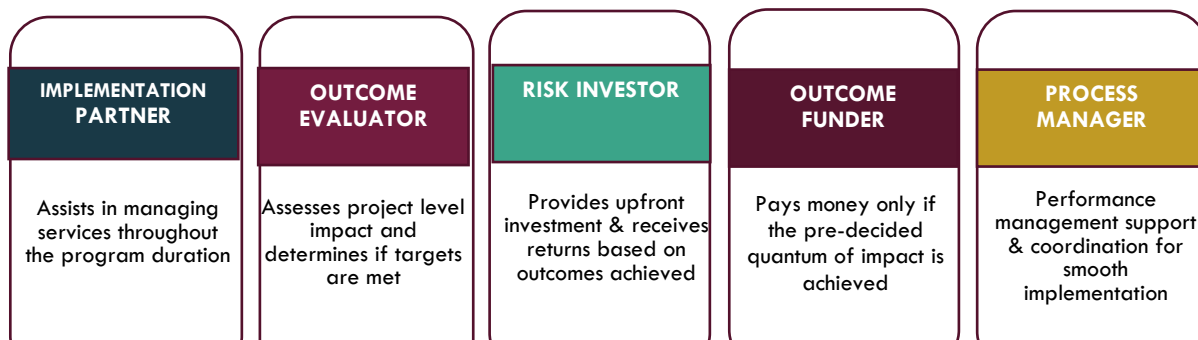 IMPLEMENTATION
PARTNER
Assists in managing
services throughout
the program duration
OUTCOME
EVALUATOR
Assesses project level
impact and
determines if targets
are met
RISK INVESTOR
Provides upfront
investment & receives
returns based on
outcomes achieved
OUTCOME
FUNDER
Pays money only if
the pre-decided
quantum of impact is
achieved
PROCESS
MANAGER
Performance
management support
& coordination for
smooth
implementation